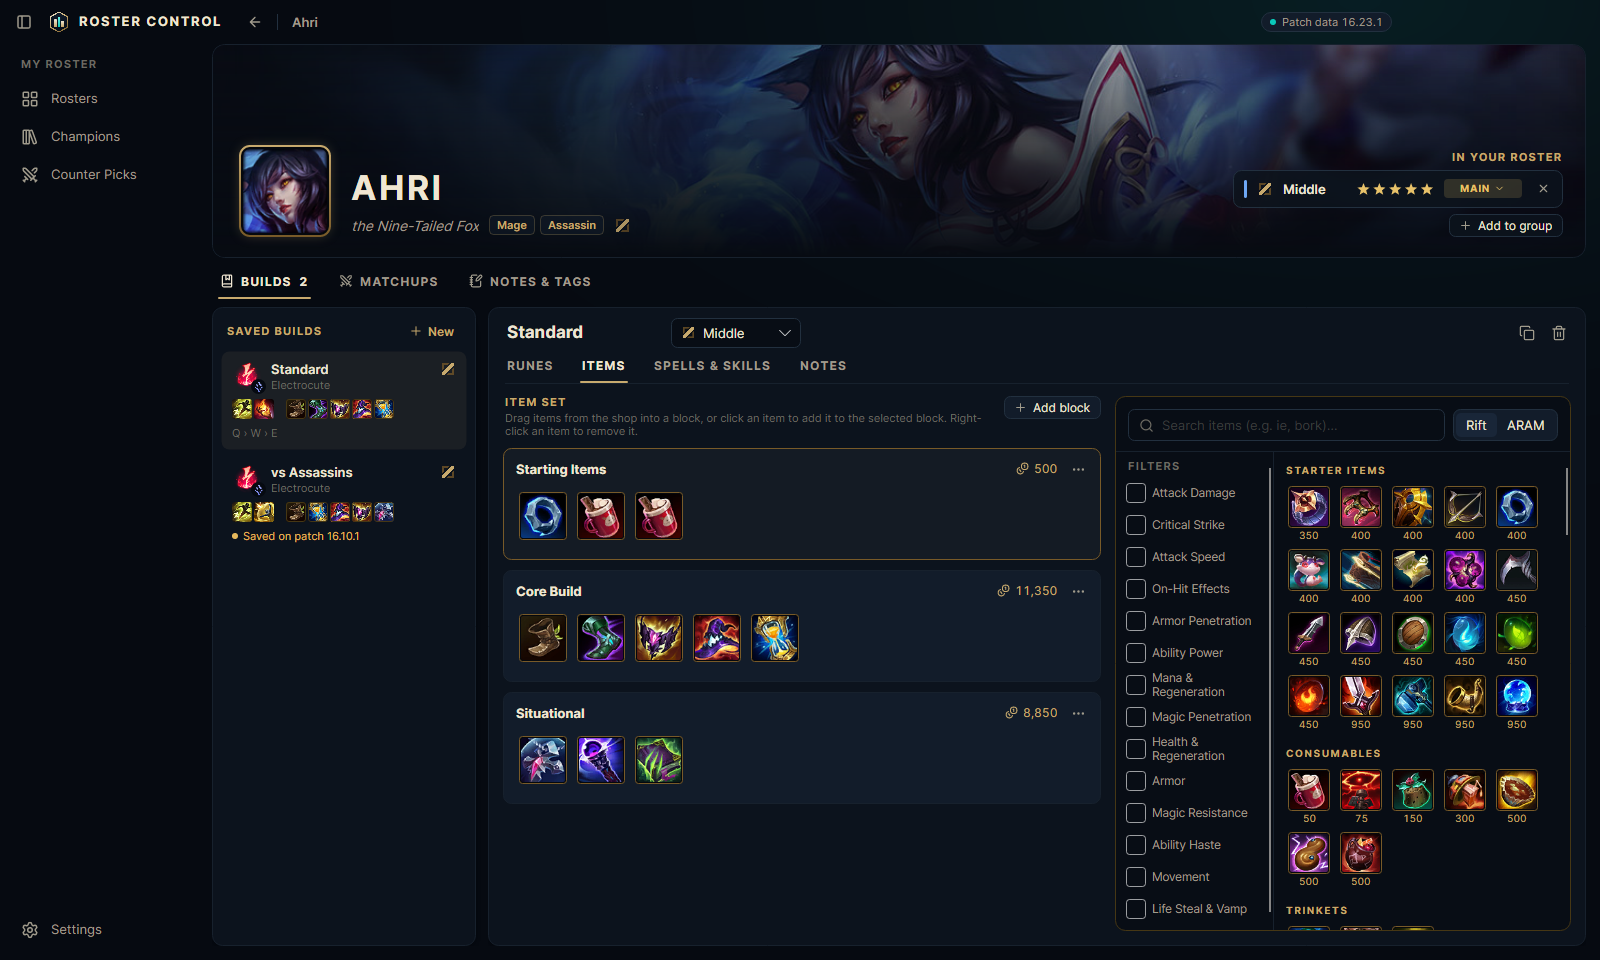 ROSTER CONTROL
Ahri
Patch data 16.23.1
MY ROSTER
Rosters
Champions
Counter Picks
Settings
AHRI
the Nine-Tailed Fox
Mage
Assassin
IN YOUR ROSTER
Middle
MAIN
Add to group
BUILDS 2
MATCHUPS
NOTES & TAGS
SAVED BUILDS
New
Standard
Electrocute
Q › W › E
vs Assassins
Electrocute
Saved on patch 16.10.1
Standard
Middle
RUNES
ITEMS
SPELLS & SKILLS
NOTES
ITEM SET
Drag items from the shop into a block, or click an item to add it to the selected block. Right-
click an item to remove it.
Add block
Starting Items
500
Core Build
11,350
Situational
8,850
Search items (e.g. ie, bork)...
Rift
ARAM
FILTERS
Attack Damage
Critical Strike
Attack Speed
On-Hit Effects
Armor Penetration
Ability Power
Mana &
Regeneration
Magic Penetration
Health &
Regeneration
Armor
Magic Resistance
Ability Haste
Movement
Life Steal & Vamp
STARTER ITEMS
350 400 400 400 400
400 400 400 400 450
450 450 450 450 450
450 950 950 950 950
CONSUMABLES
50 75 150 300 500
500 500
TRINKETS